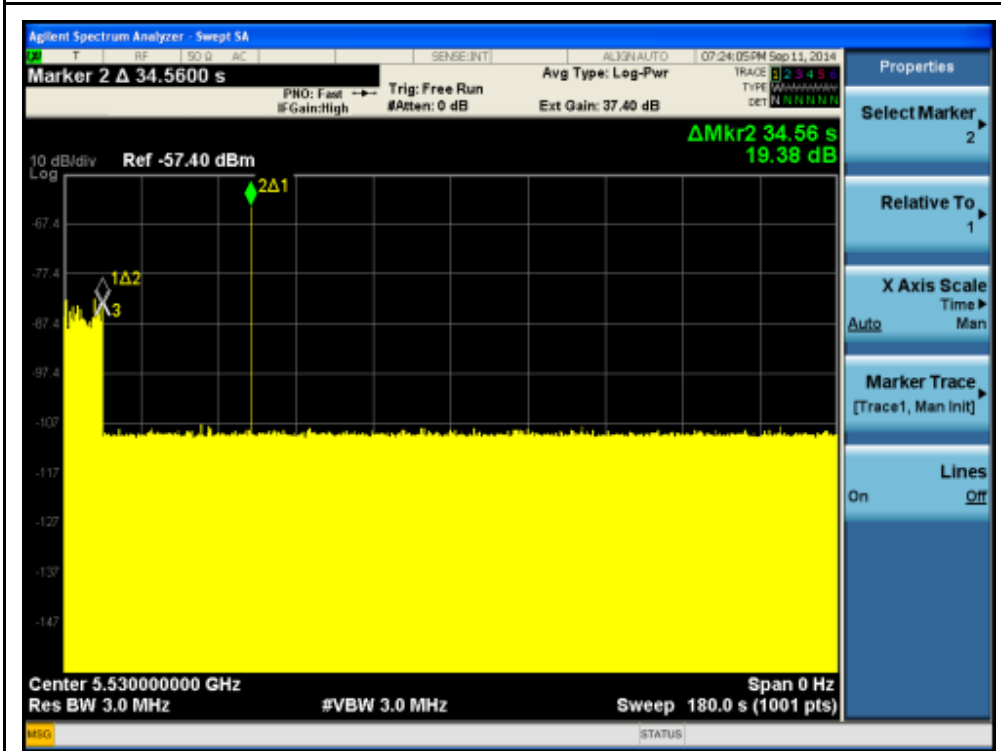 Agilent Spectrum Analyzer - Swept SA
T RF 50 Ω AC SENSE:INT ALIGNAUTO 07:24:05PM Sep 11, 2014
Marker 2 Δ 34.5600 s
PNO: Fast
IFGain:High
Trig: Free Run
#Atten: 0 dB
Avg Type: Log-Pwr
Ext Gain: 37.40 dB
TRACE 1 2 3 4 5 6
TYPE
DET N N N N N N
ΔMkr2 34.56 s
19.38 dB
10 dB/div Ref -57.40 dBm
Log
2Δ1
-67.4
-77.4
1Δ2
3
-87.4
-97.4
-107
-117
-127
-137
-147
Center 5.530000000 GHz Span 0 Hz
Res BW 3.0 MHz #VBW 3.0 MHz Sweep 180.0 s (1001 pts)
MSG STATUS
Properties
Select Marker
2
Relative To
1
X Axis Scale
Time
Auto Man
Marker Trace
[Trace1, Man Init]
Lines
On Off